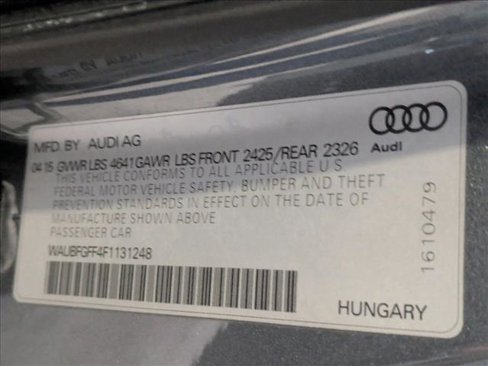 MFD. BY AUDI AG
04 15 GVWR LBS 4641 GAWR LBS FRONT 2425/REAR 2326
THIS VEHICLE CONFORMS TO ALL APPLICABLE U S
FEDERAL MOTOR VEHICLE SAFETY, BUMPER AND THEFT
PREVENTION STANDARDS IN EFFECT ON THE DATE OF
MANUFACTURE SHOWN ABOVE
PASSENGER CAR
WAUBFGFF4F1131248
Audi
1610479
HUNGARY